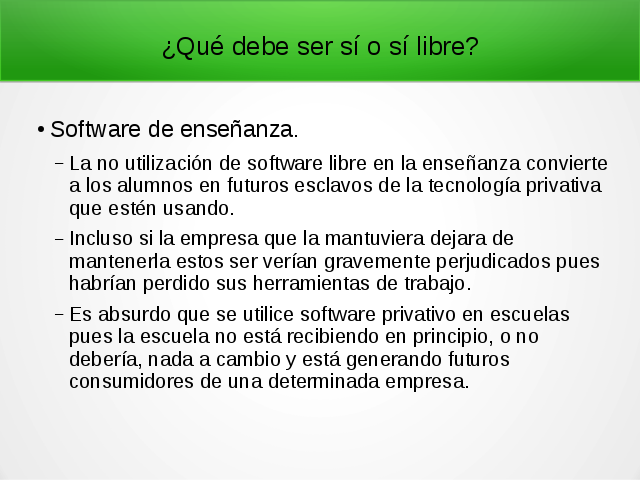 ¿Qué debe ser sí o sí libre?
● Software de enseñanza.
– La no utilización de software libre en la enseñanza convierte
a los alumnos en futuros esclavos de la tecnología privativa
que estén usando.
– Incluso si la empresa que la mantuviera dejara de
mantenerla estos ser verían gravemente perjudicados pues
habrían perdido sus herramientas de trabajo.
– Es absurdo que se utilice software privativo en escuelas
pues la escuela no está recibiendo en principio, o no
debería, nada a cambio y está generando futuros
consumidores de una determinada empresa.